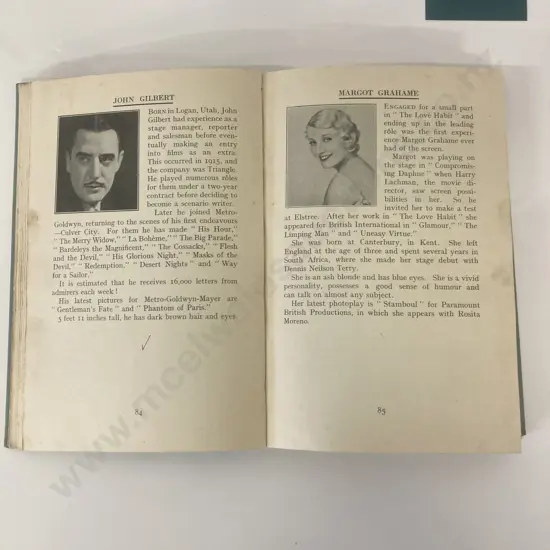 JOHN GILBERT
BORN in Logan, Utah, John
Gilbert had experience as a
stage manager, reporter
and salesman before even-
tually making an entry
into films as an extra.
This occurred in 1915, and
the company was Triangle.
He played numerous rôles
for them under a two-year
contract before deciding to
become a scenario writer.
Later he joined Metro-
Goldwyn, returning to the scenes of his first endeavours
—Culver City. For them he has made " His Hour,"
" The Merry Widow," " La Bohème," " The Big Parade,"
" Bardeleys the Magnificent," " The Cossacks," " Flesh
and the Devil," " His Glorious Night," " Masks of the
Devil," " Redemption," " Desert Nights " and " Way
for a Sailor."
It is estimated that he receives 16,000 letters from
admirers each week!
His latest pictures for Metro-Goldwyn-Mayer are
" Gentleman's Fate " and " Phantom of Paris."
5 feet 11 inches tall, he has dark brown hair and eyes.
84
MARGOT GRAHAME
ENGAGED for a small part
in " The Love Habit " and
ending up in the leading
rôle was the first experi-
ence Margot Grahame ever
had of the screen.
Margot was playing on
the stage in " Compromis-
ing Daphne " when Harry
Lachman, the movie di-
rector, saw screen possi-
bilities in her. So he
invited her to make a test
at Elstree. After her work in " The Love Habit " she
appeared for British International in " Glamour," " The
Limping Man " and " Uneasy Virtue."
She was born at Canterbury, in Kent. She left
England at the age of three and spent several years in
South Africa, where she made her stage debut with
Dennis Neilson Terry.
She is an ash blonde and has blue eyes. She is a vivid
personality, possesses a good sense of humour and
can talk on almost any subject.
Her latest photoplay is " Stamboul " for Paramount
British Productions, in which she appears with Rosita
Moreno.
85